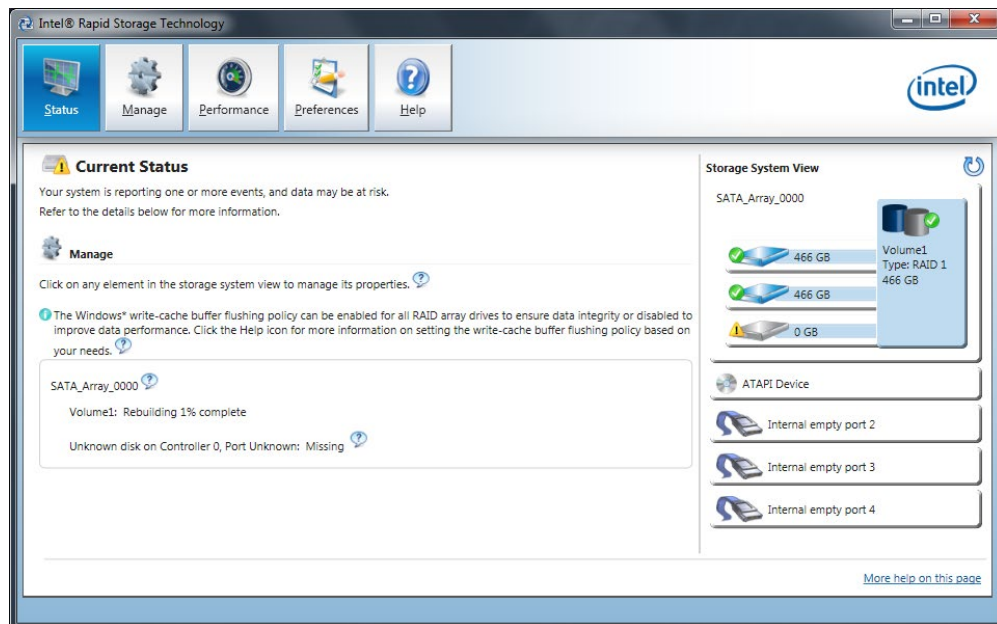 Intel® Rapid Storage Technology
Status
Manage
Performance
Preferences
Help
intel
Current Status
Your system is reporting one or more events, and data may be at risk.
Refer to the details below for more information.
Manage
Click on any element in the storage system view to manage its properties.
The Windows* write-cache buffer flushing policy can be enabled for all RAID array drives to ensure data integrity or disabled to
improve data performance. Click the Help icon for more information on setting the write-cache buffer flushing policy based on
your needs.
SATA_Array_0000
Volume1: Rebuilding 1% complete
Unknown disk on Controller 0, Port Unknown: Missing
Storage System View
SATA_Array_0000
466 GB
466 GB
0 GB
Volume1
Type: RAID 1
466 GB
ATAPI Device
Internal empty port 2
Internal empty port 3
Internal empty port 4
More help on this page